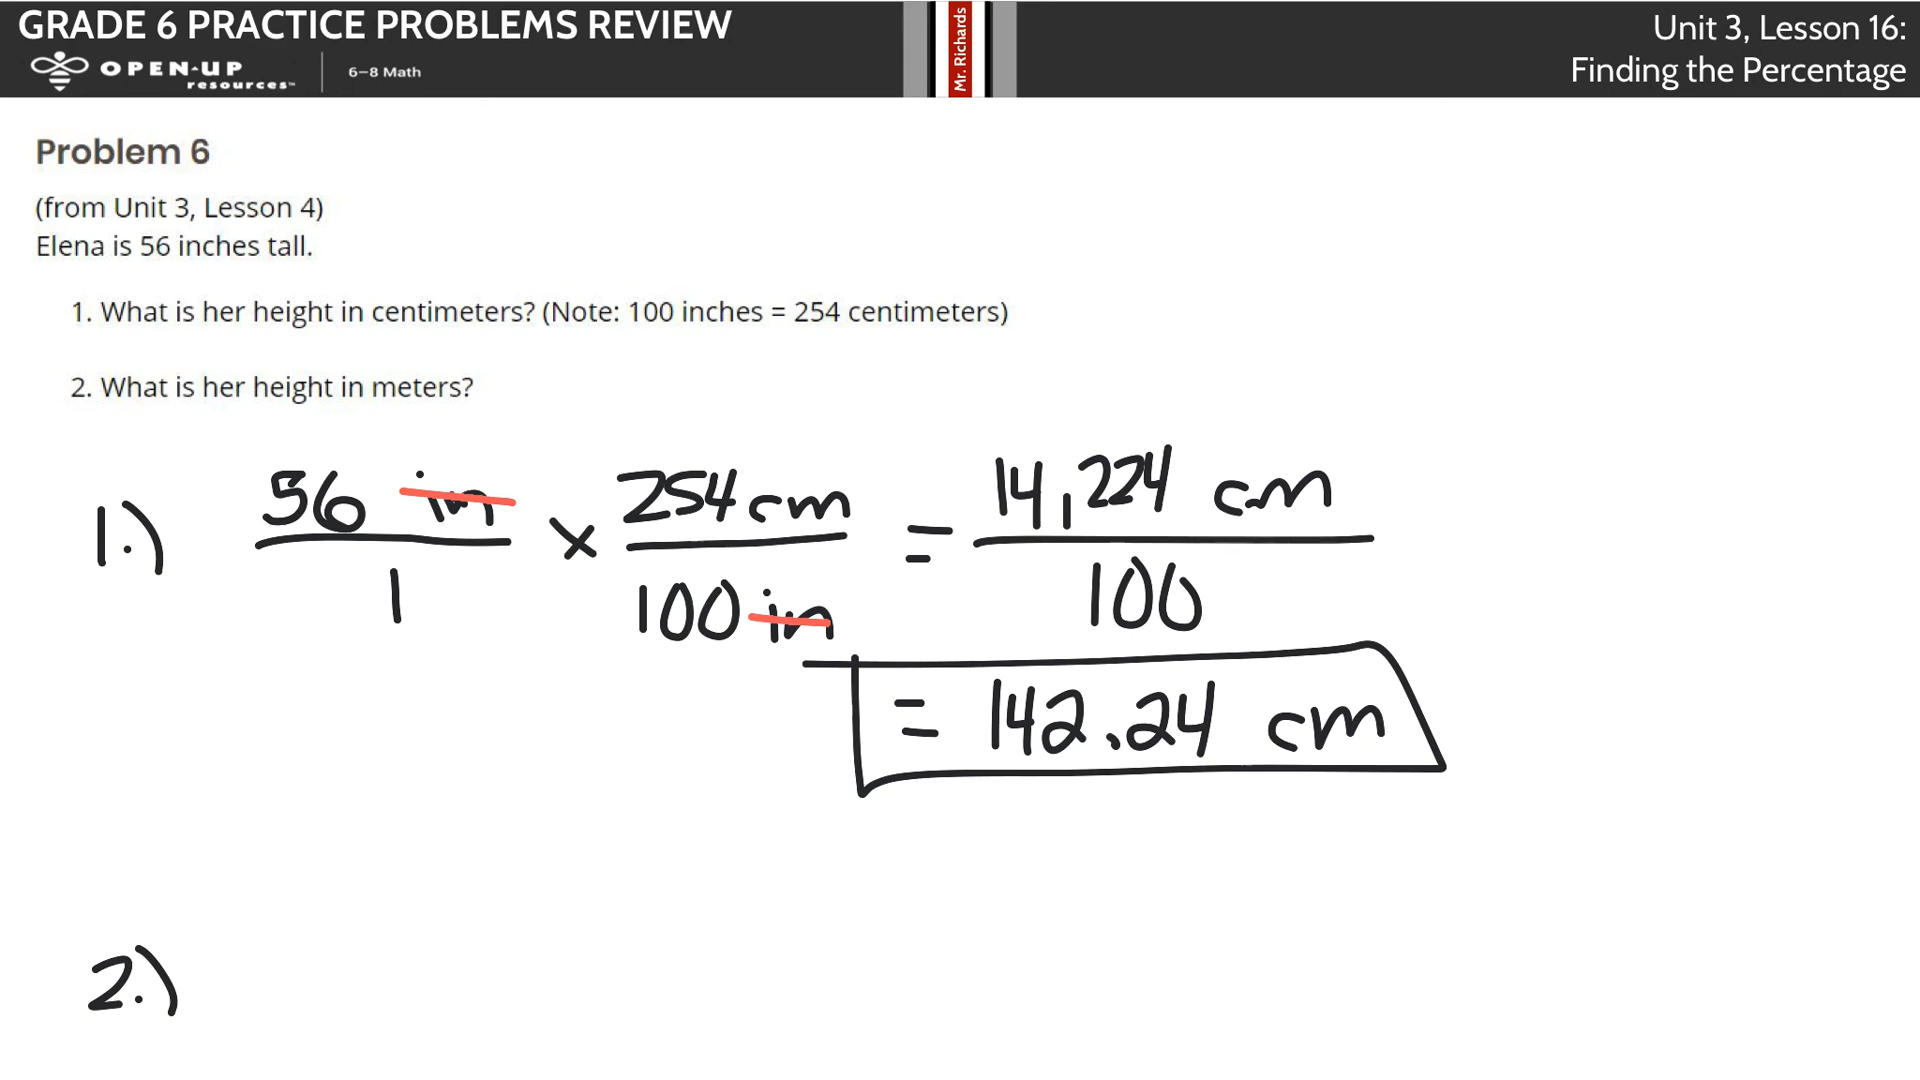 GRADE 6 PRACTICE PROBLEMS REVIEW
OPEN-UP
resources™
6–8 Math
Mr. Richards
Unit 3, Lesson 16:
Finding the Percentage
Problem 6
(from Unit 3, Lesson 4)
Elena is 56 inches tall.
1. What is her height in centimeters? (Note: 100 inches = 254 centimeters)
2. What is her height in meters?
1.) 56 in / 1 × 254 cm / 100 in = 14,224 cm / 100
= 142.24 cm
2.)